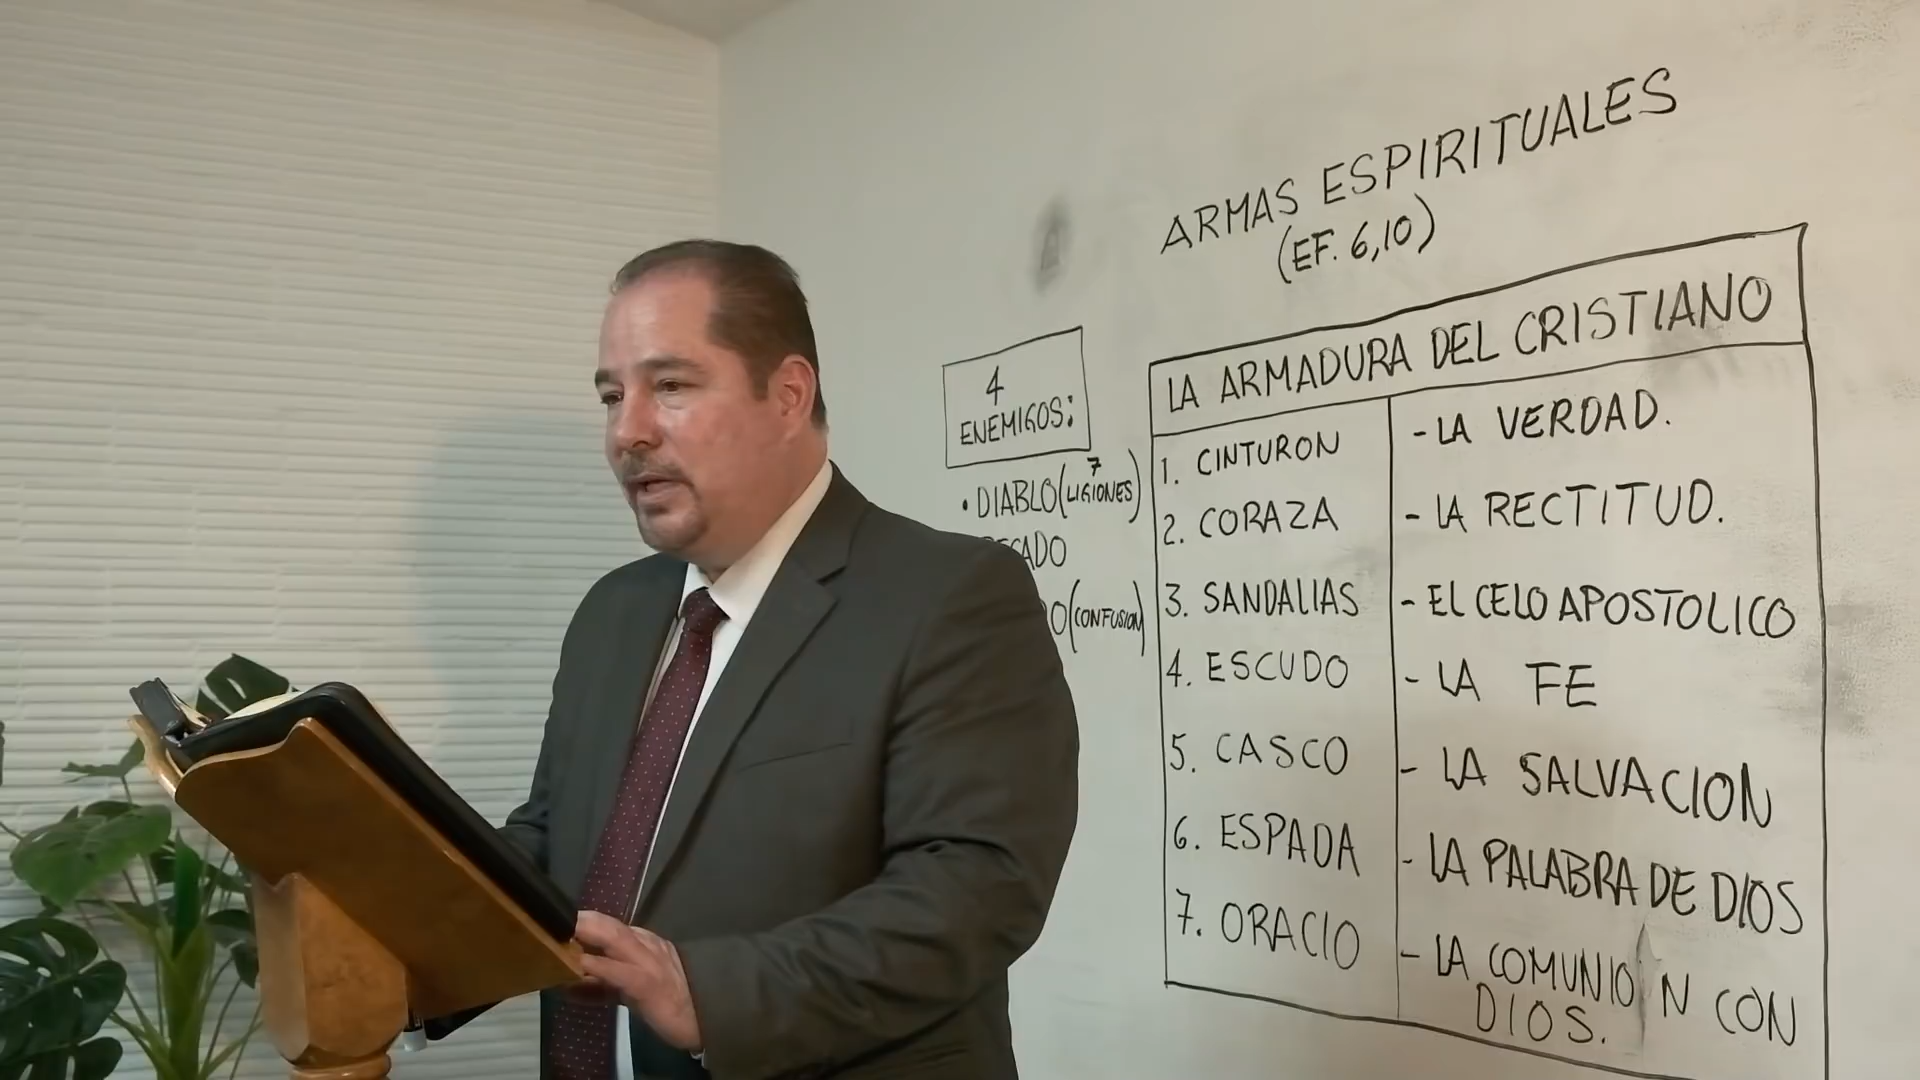 ARMAS ESPIRITUALES
(EF. 6,10)
4
ENEMIGOS:
• DIABLO (7 LIGIONES)
(CONFUSION)
LA ARMADURA DEL CRISTIANO
1. CINTURON - LA VERDAD.
2. CORAZA - LA RECTITUD.
3. SANDALIAS - EL CELO APOSTOLICO
4. ESCUDO - LA FE
5. CASCO - LA SALVACION
6. ESPADA - LA PALABRA DE DIOS
7. ORACIO - LA COMUNION CON
DIOS.